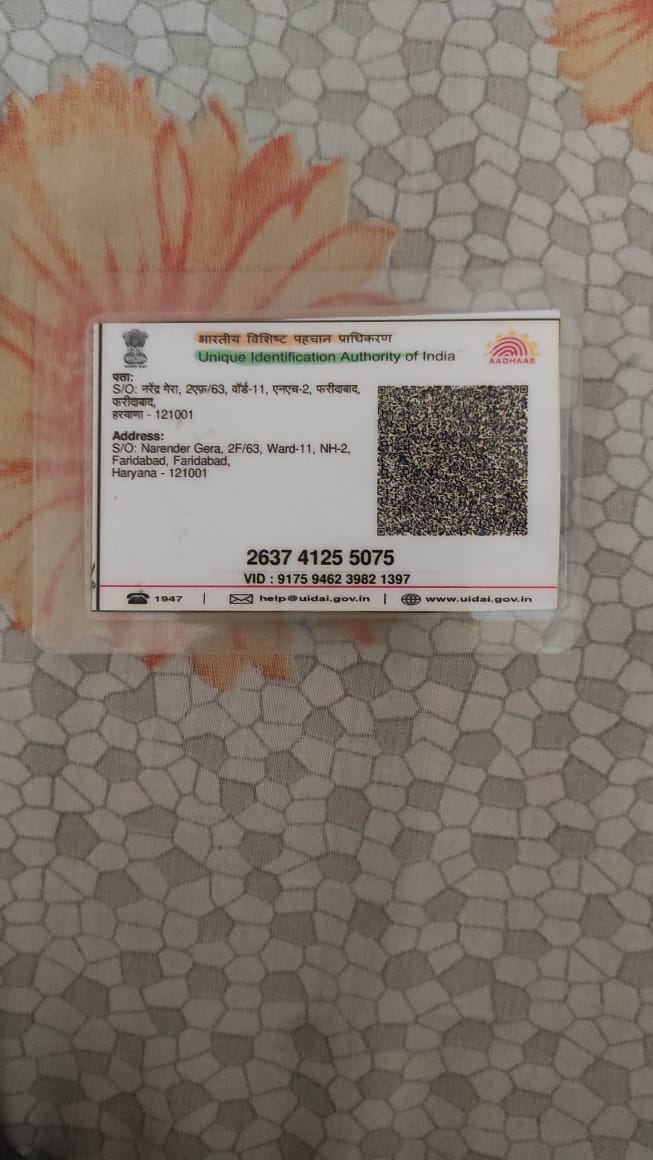 भारतीय विशिष्ट पहचान प्राधिकरण
Unique Identification Authority of India
AADHAAR
पता:
S/O: नरेंद्र गेरा, 2एफ़/63, वॉर्ड-11, एनएच-2, फरीदाबाद,
फरीदाबाद,
हरियाणा - 121001
Address:
S/O: Narender Gera, 2F/63, Ward-11, NH-2,
Faridabad, Faridabad,
Haryana - 121001
2637 4125 5075
VID : 9175 9462 3982 1397
1947 | help@uidai.gov.in | www.uidai.gov.in